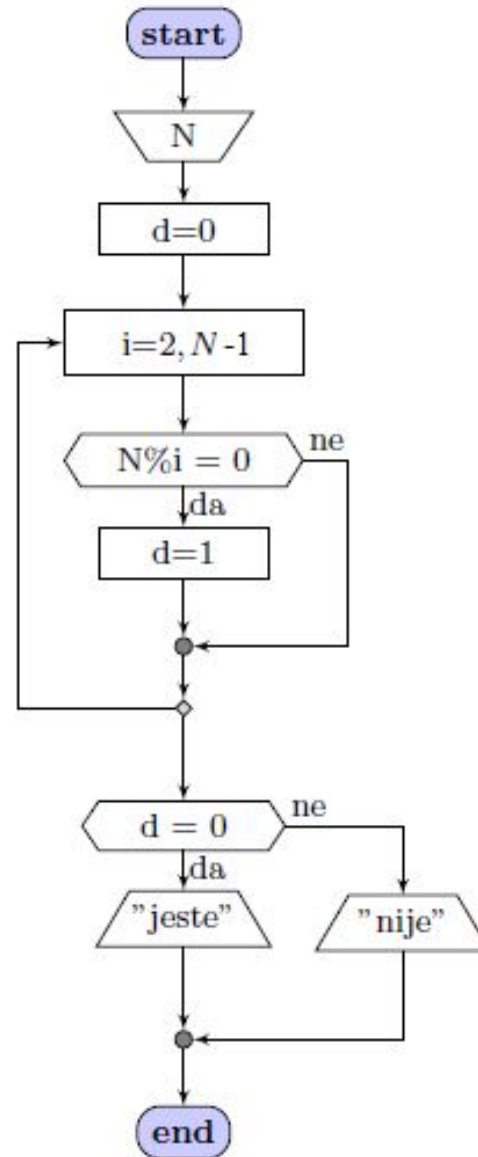 start
N
d=0
i=2, N-1
N%i = 0
ne
da
d=1
d = 0
ne
da
"jeste"
"nije"
end